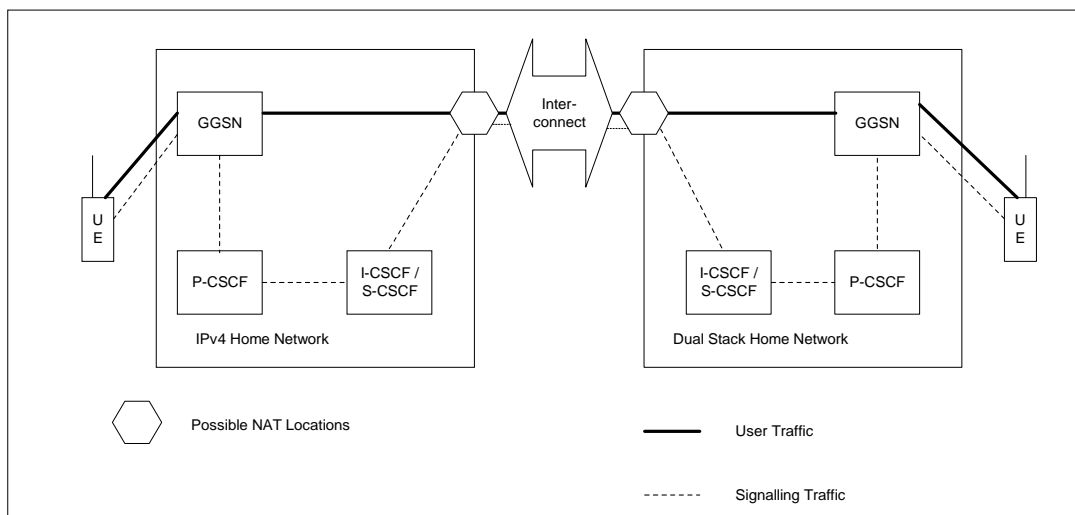 Inter-
connect
GGSN
GGSN
U
E
U
E
P-CSCF
I-CSCF /
S-CSCF
I-CSCF /
S-CSCF
P-CSCF
IPv4 Home Network
Dual Stack Home Network
Possible NAT Locations
User Traffic
Signalling Traffic